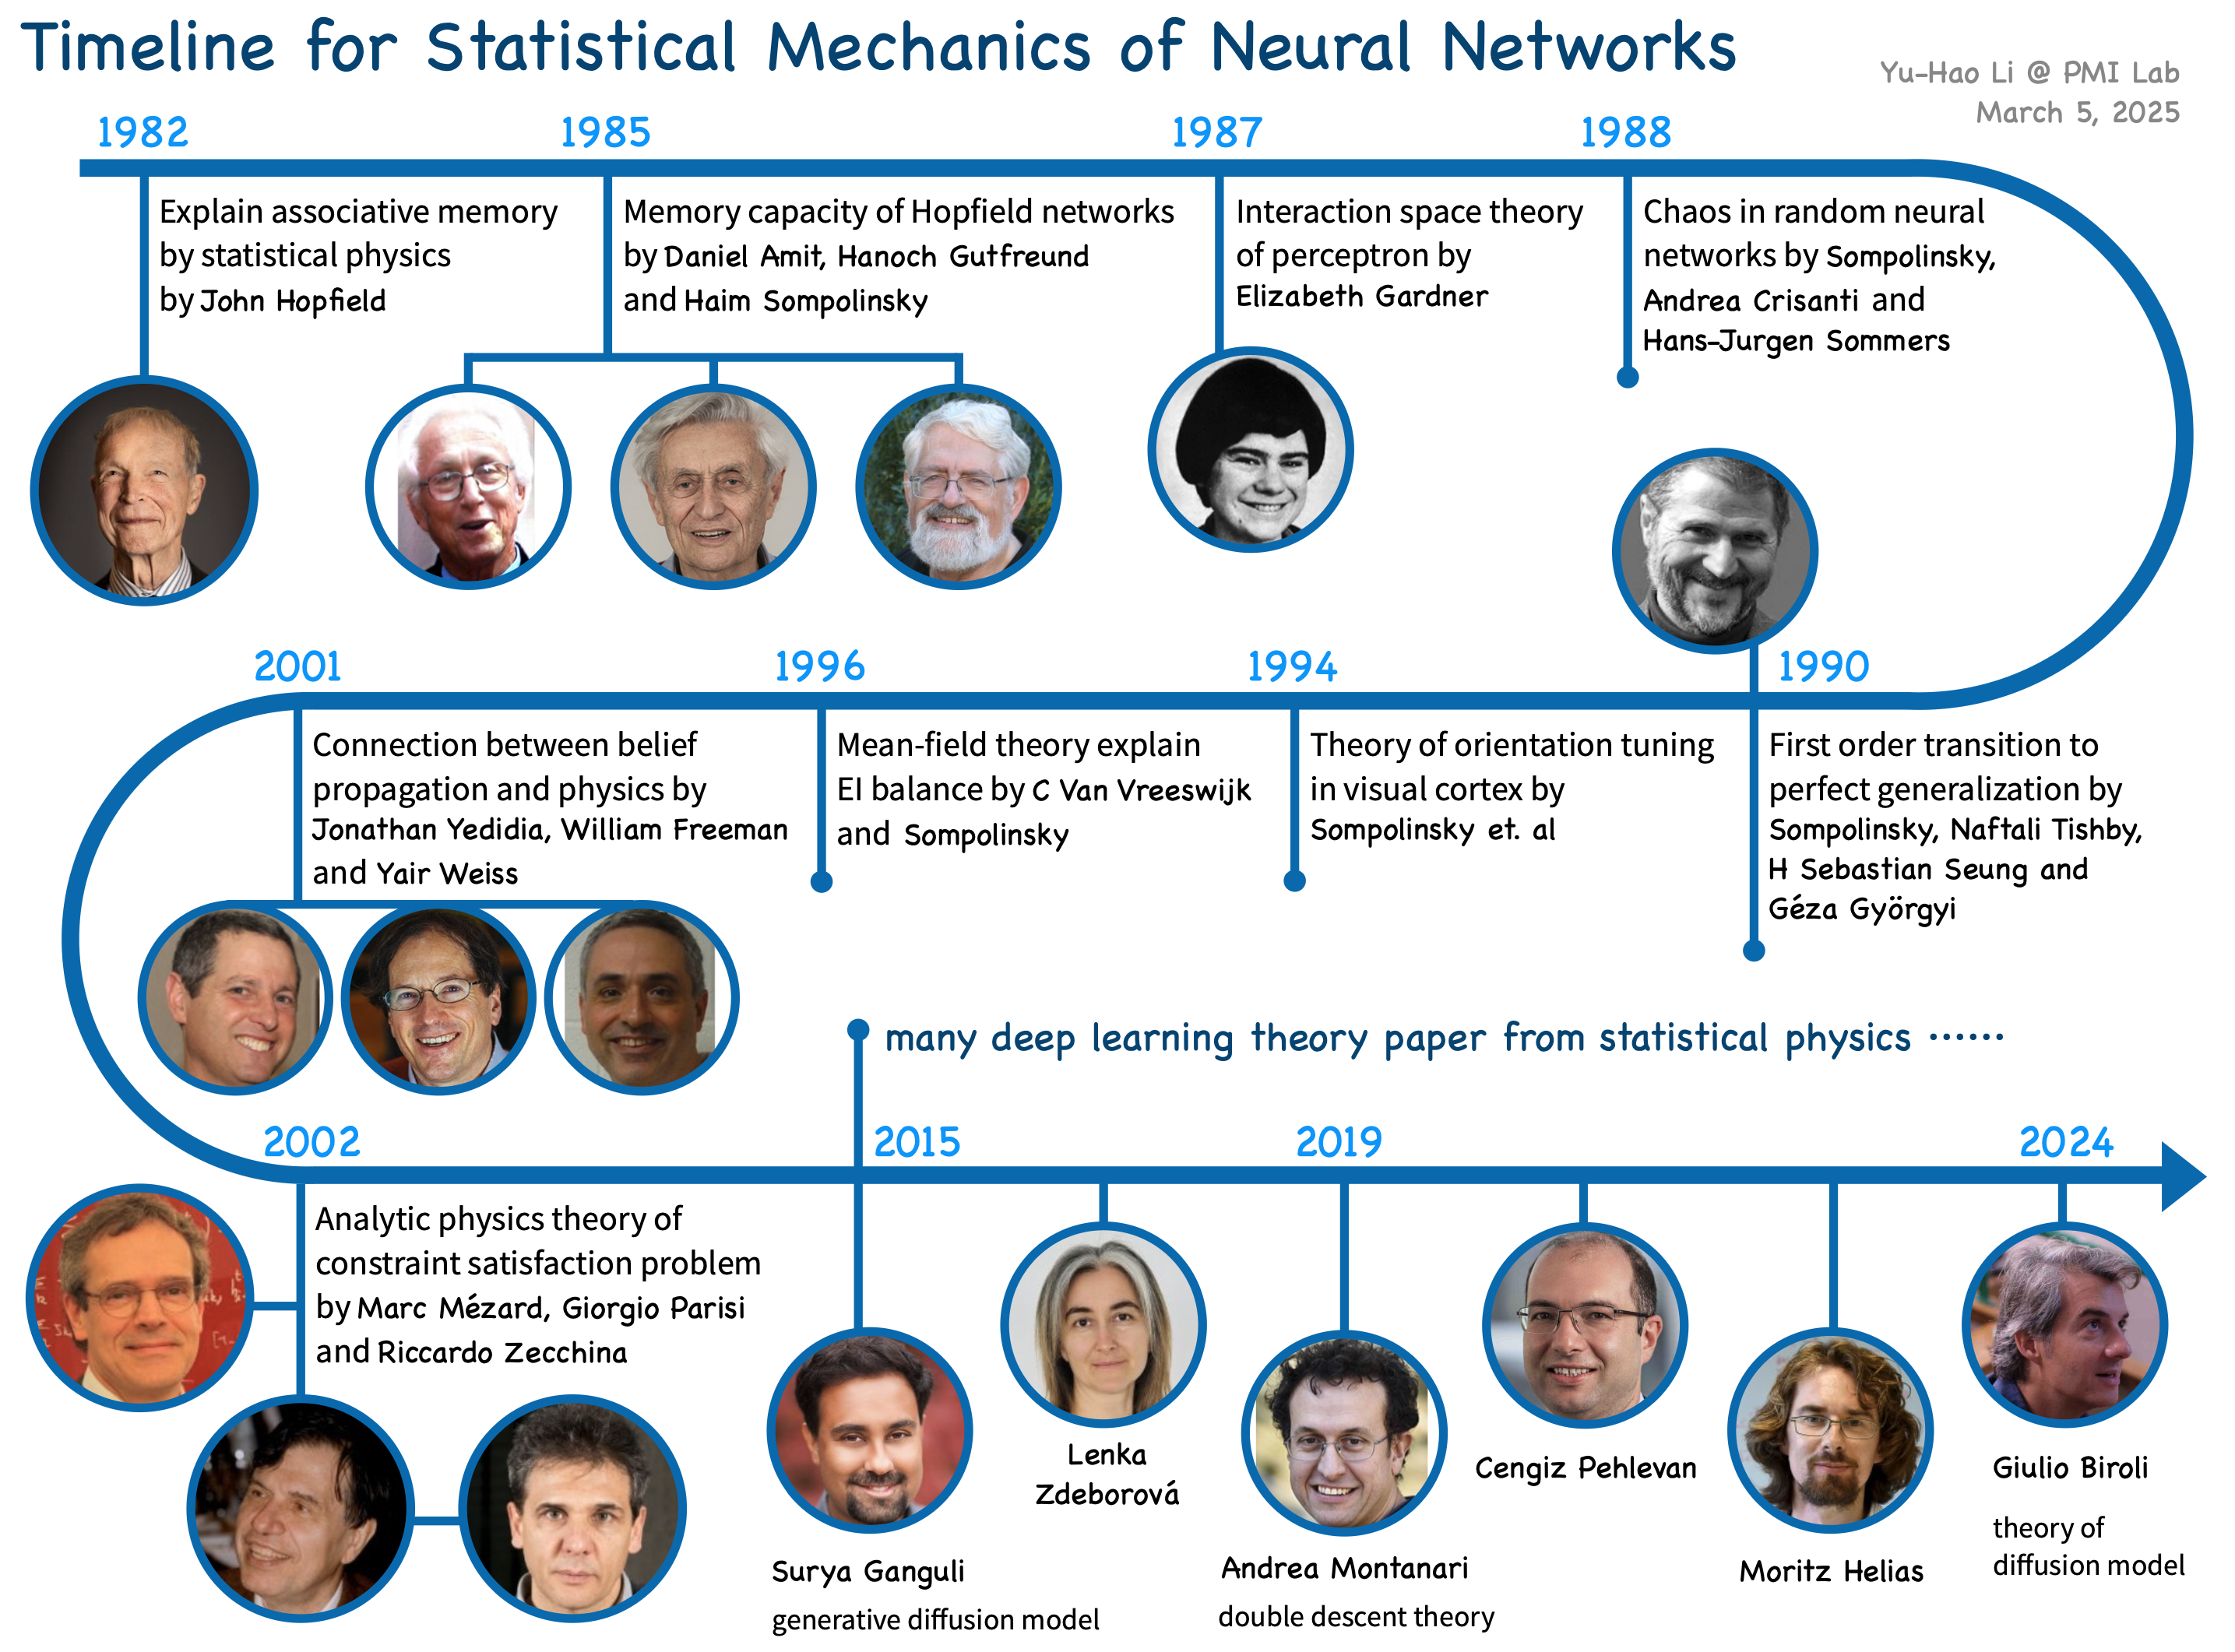 Timeline for Statistical Mechanics of Neural Networks
Yu-Hao Li @ PMI Lab
March 5, 2025
1982
Explain associative memory
by statistical physics
by John Hopfield
1985
Memory capacity of Hopfield networks
by Daniel Amit, Hanoch Gutfreund
and Haim Sompolinsky
1987
Interaction space theory
of perceptron by
Elizabeth Gardner
1988
Chaos in random neural
networks by Sompolinsky,
Andrea Crisanti and
Hans-Jurgen Sommers
1990
First order transition to
perfect generalization by
Sompolinsky, Naftali Tishby,
H Sebastian Seung and
Géza Györgyi
1994
Theory of orientation tuning
in visual cortex by
Sompolinsky et. al
1996
Mean-field theory explain
EI balance by C Van Vreeswijk
and Sompolinsky
2001
Connection between belief
propagation and physics by
Jonathan Yedidia, William Freeman
and Yair Weiss
2002
Analytic physics theory of
constraint satisfaction problem
by Marc Mézard, Giorgio Parisi
and Riccardo Zecchina
many deep learning theory paper from statistical physics ······
2015
Surya Ganguli
generative diffusion model
Lenka
Zdeborová
2019
Andrea Montanari
double descent theory
Cengiz Pehlevan
Moritz Helias
2024
Giulio Biroli
theory of
diffusion model